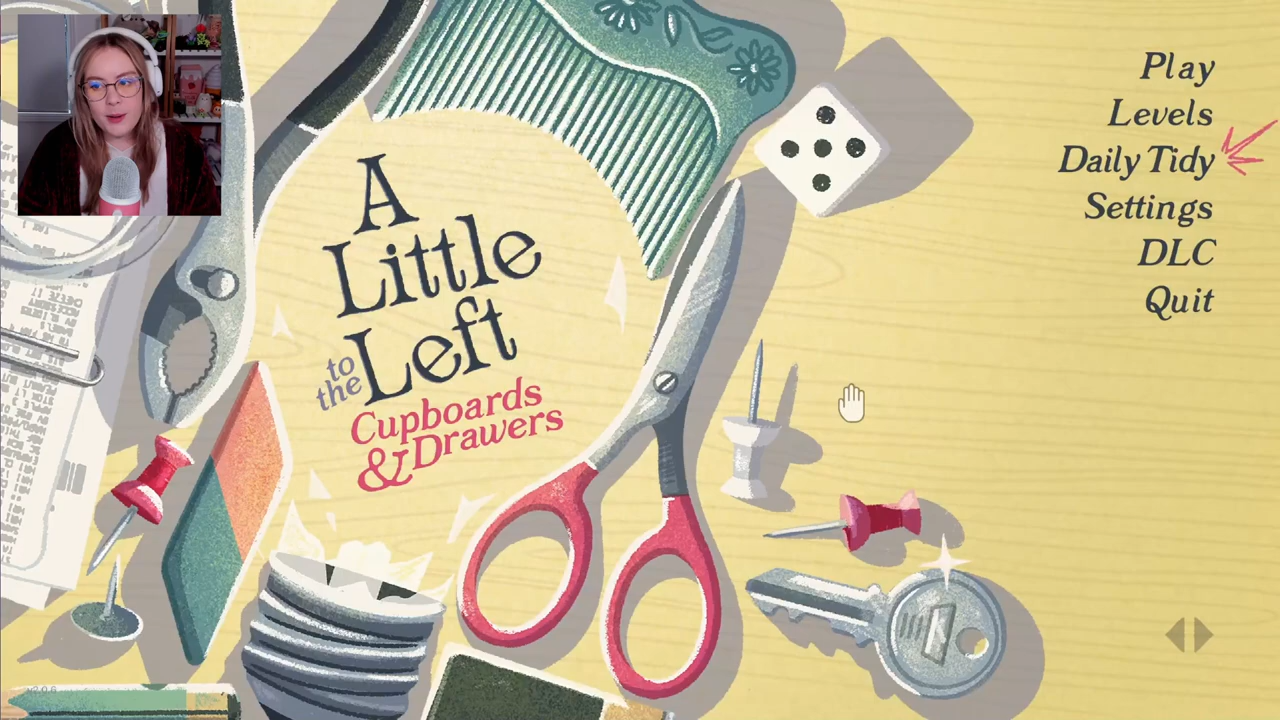 A
Little
to the Left
Cupboards
& Drawers
Play
Levels
Daily Tidy
Settings
DLC
Quit